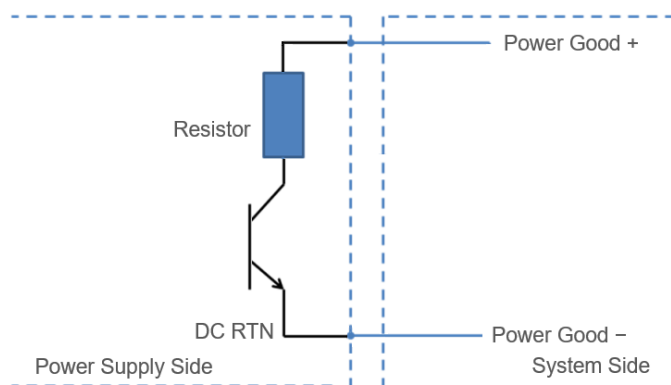 Power Good +
Resistor
DC RTN
Power Good −
Power Supply Side
System Side